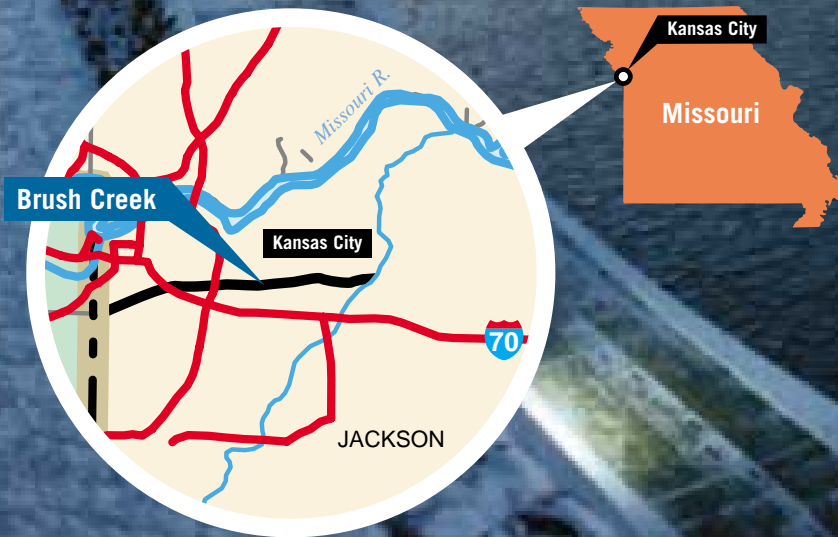 Kansas City
Missouri
Missouri R.
Brush Creek
Kansas City
70
JACKSON